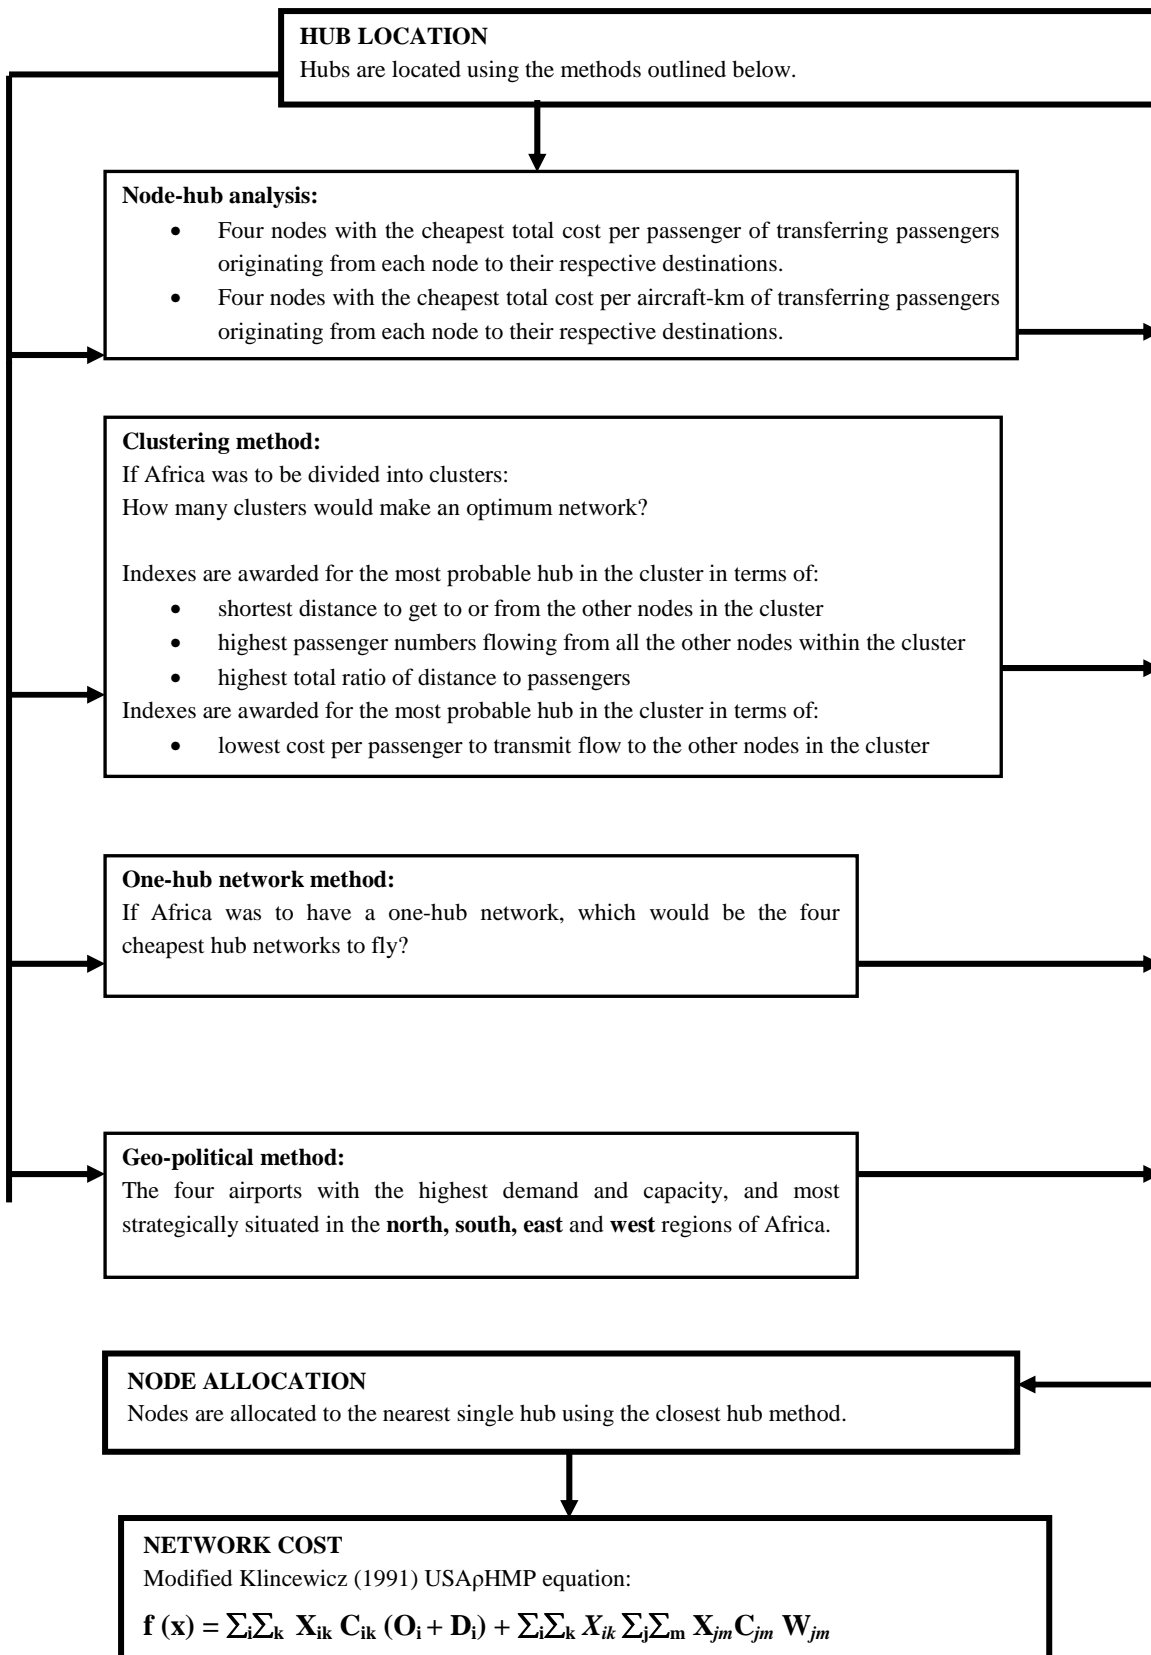 HUB LOCATION
Hubs are located using the methods outlined below.
Node-hub analysis:
• Four nodes with the cheapest total cost per passenger of transferring passengers
originating from each node to their respective destinations.
• Four nodes with the cheapest total cost per aircraft-km of transferring passengers
originating from each node to their respective destinations.
Clustering method:
If Africa was to be divided into clusters:
How many clusters would make an optimum network?
Indexes are awarded for the most probable hub in the cluster in terms of:
• shortest distance to get to or from the other nodes in the cluster
• highest passenger numbers flowing from all the other nodes within the cluster
• highest total ratio of distance to passengers
Indexes are awarded for the most probable hub in the cluster in terms of:
• lowest cost per passenger to transmit flow to the other nodes in the cluster
One-hub network method:
If Africa was to have a one-hub network, which would be the four
cheapest hub networks to fly?
Geo-political method:
The four airports with the highest demand and capacity, and most
strategically situated in the north, south, east and west regions of Africa.
NODE ALLOCATION
Nodes are allocated to the nearest single hub using the closest hub method.
NETWORK COST
Modified Klincewicz (1991) USAρHMP equation:
f (x) = ∑i∑k Xik Cik (Oi + Di) + ∑i∑k Xik ∑j∑m XjmCjm Wjm